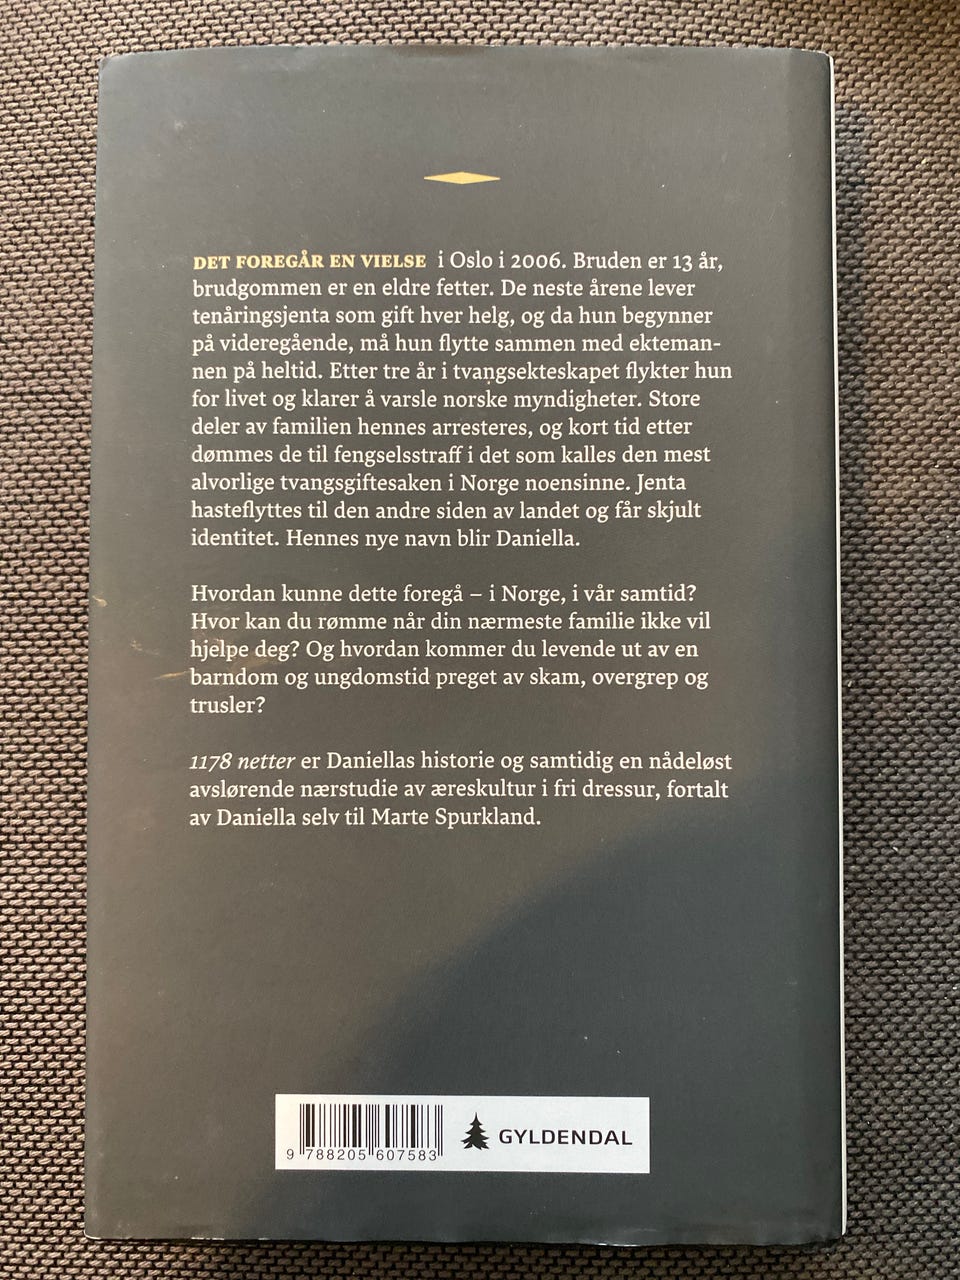 DET FOREGÅR EN VIELSE i Oslo i 2006. Bruden er 13 år,
brudgommen er en eldre fetter. De neste årene lever
tenåringsjenta som gift hver helg, og da hun begynner
på videregående, må hun flytte sammen med ekteman-
nen på heltid. Etter tre år i tvangsekteskapet flykter hun
for livet og klarer å varsle norske myndigheter. Store
deler av familien hennes arresteres, og kort tid etter
dømmes de til fengselsstraff i det som kalles den mest
alvorlige tvangsgiftesaken i Norge noensinne. Jenta
hasteflyttes til den andre siden av landet og får skjult
identitet. Hennes nye navn blir Daniella.
Hvordan kunne dette foregå – i Norge, i vår samtid?
Hvor kan du rømme når din nærmeste familie ikke vil
hjelpe deg? Og hvordan kommer du levende ut av en
barndom og ungdomstid preget av skam, overgrep og
trusler?
1178 netter er Daniellas historie og samtidig en nådeløst
avslørende nærstudie av æreskultur i fri dressur, fortalt
av Daniella selv til Marte Spurkland.
GYLDENDAL
9 788205 607583